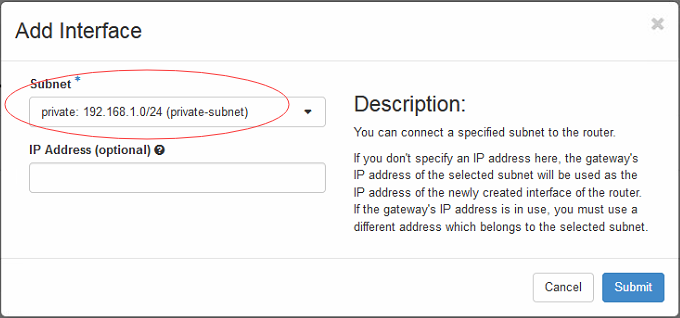 Add Interface
×
Subnet *
private: 192.168.1.0/24 (private-subnet)
IP Address (optional)
Description:
You can connect a specified subnet to the router.
If you don't specify an IP address here, the gateway's
IP address of the selected subnet will be used as the
IP address of the newly created interface of the router.
If the gateway's IP address is in use, you must use a
different address which belongs to the selected subnet.
Cancel
Submit